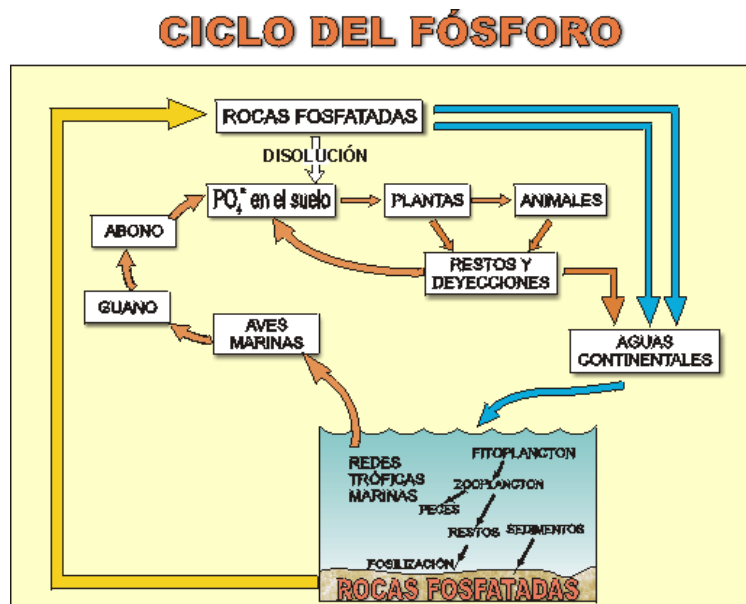 CICLO DEL FÓSFORO
ROCAS FOSFATADAS
DISOLUCIÓN
PO₄⁼ en el suelo
PLANTAS
ANIMALES
ABONO
RESTOS Y
DEYECCIONES
GUANO
AVES
MARINAS
AGUAS
CONTINENTALES
REDES
TRÓFICAS
MARINAS
FITOPLANCTON
ZOOPLANCTON
PECES
RESTOS
SEDIMENTOS
FOSILIZACIÓN
ROCAS FOSFATADAS